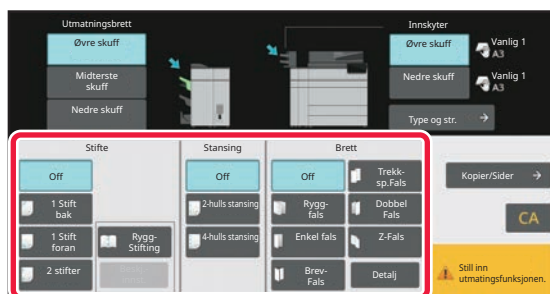 Utmatningsbrett
Innskyter
Øvre skuff
Midterste
skuff
Nedre skuff
Øvre skuff
Vanlig 1
A3
Nedre skuff
Vanlig 1
A3
Type og str.
Stifte
Off
1 Stift
bak
1 Stift
foran
2 stifter
Rygg-
Stifting
Stansing
Off
2-hulls stansing
4-hulls stansing
Brett
Off
Trekk-
sp.Fals
Rygg-
fals
Dobbel
Fals
Enkel fals
Z-Fals
Brev-
Fals
Detalj
Kopier/Sider
CA
Still inn
utmatingsfunksjonen.